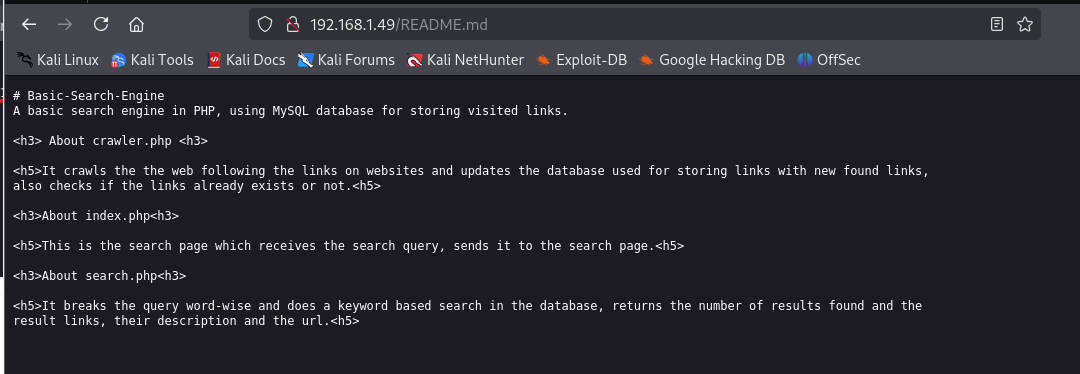 192.168.1.49/README.md
Kali Linux Kali Tools Kali Docs Kali Forums Kali NetHunter Exploit-DB Google Hacking DB OffSec
# Basic-Search-Engine
A basic search engine in PHP, using MySQL database for storing visited links.
<h3> About crawler.php <h3>
<h5>It crawls the the web following the links on websites and updates the database used for storing links with new found links,
also checks if the links already exists or not.<h5>
<h3>About index.php<h3>
<h5>This is the search page which receives the search query, sends it to the search page.<h5>
<h3>About search.php<h3>
<h5>It breaks the query word-wise and does a keyword based search in the database, returns the number of results found and the
result links, their description and the url.<h5>